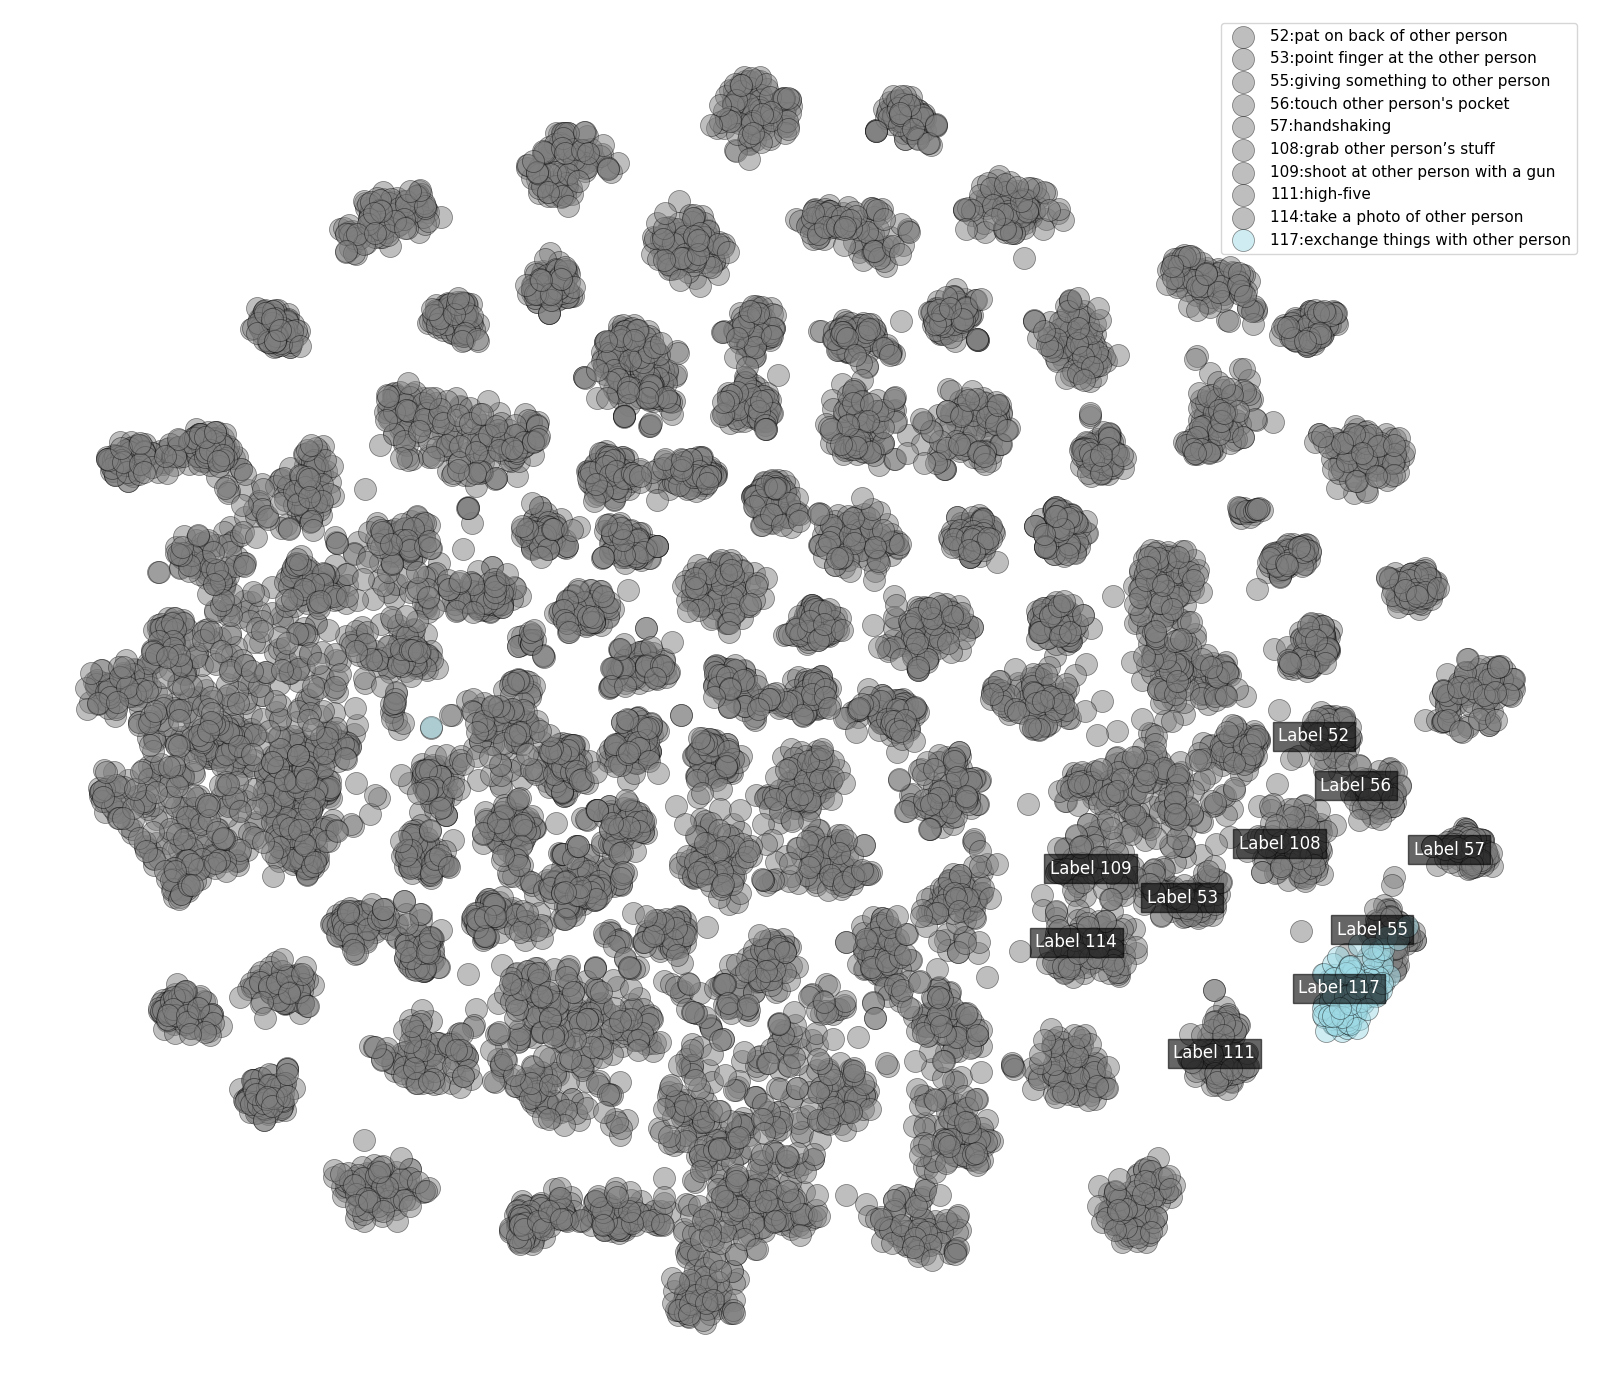 52:pat on back of other person
53:point finger at the other person
55:giving something to other person
56:touch other person's pocket
57:handshaking
108:grab other person’s stuff
109:shoot at other person with a gun
111:high-five
114:take a photo of other person
117:exchange things with other person
Label 52
Label 56
Label 108
Label 57
Label 109
Label 53
Label 55
Label 114
Label 117
Label 111